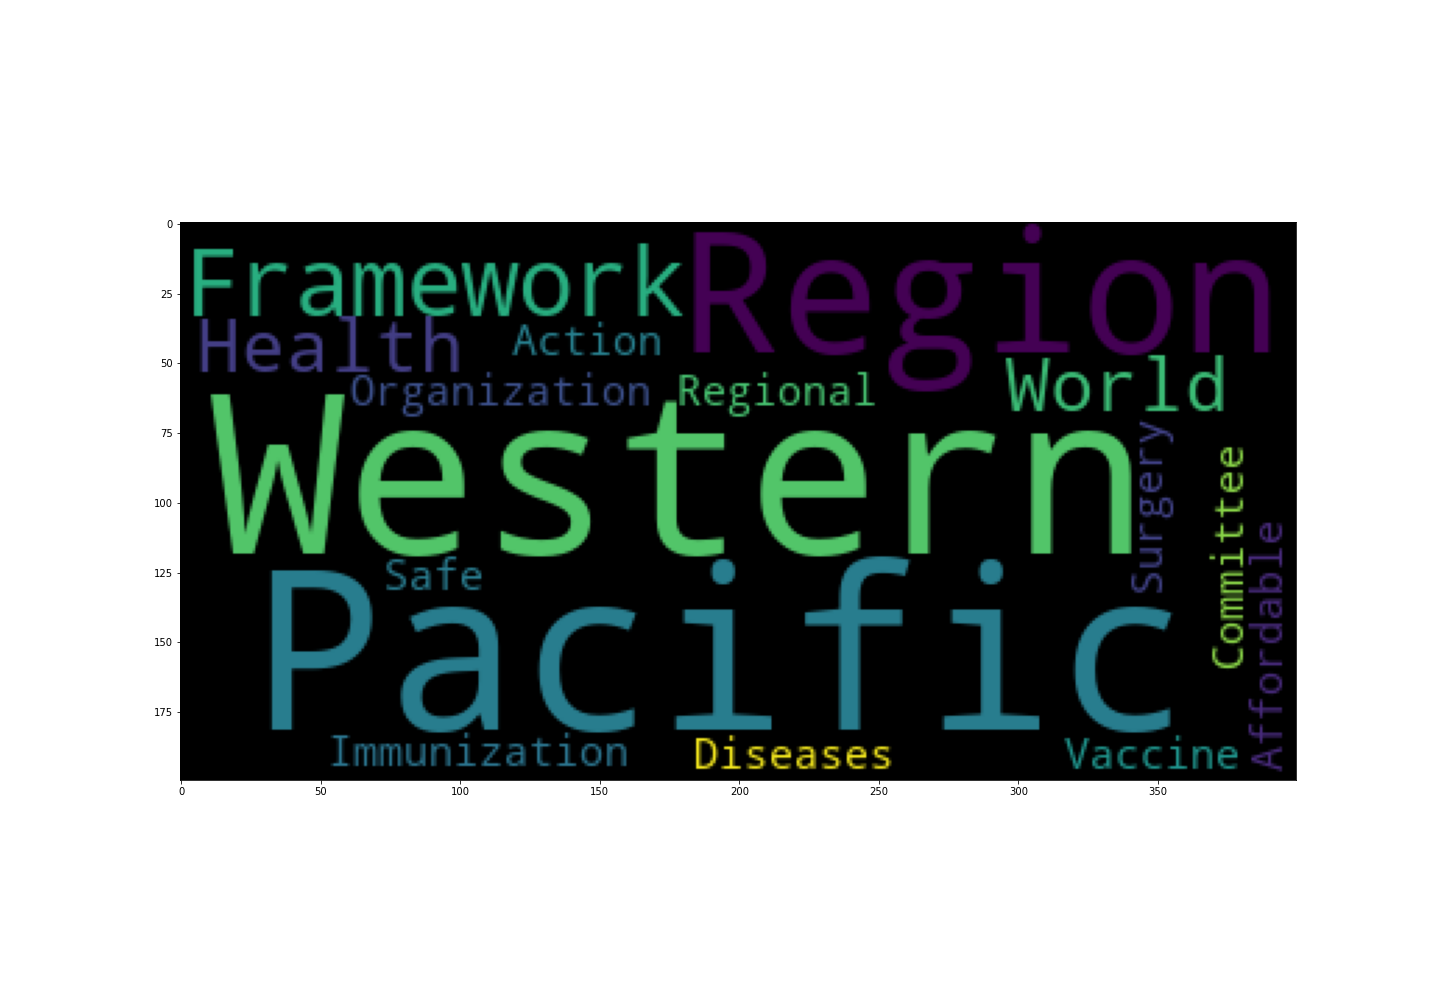 0
25
50
75
100
125
150
175
Framework
Region
Health
Action
Organization
Regional
World
Western
Surgery
Committee
Affordable
Safe
Pacific
Immunization
Diseases
Vaccine
0 50 100 150 200 250 300 350